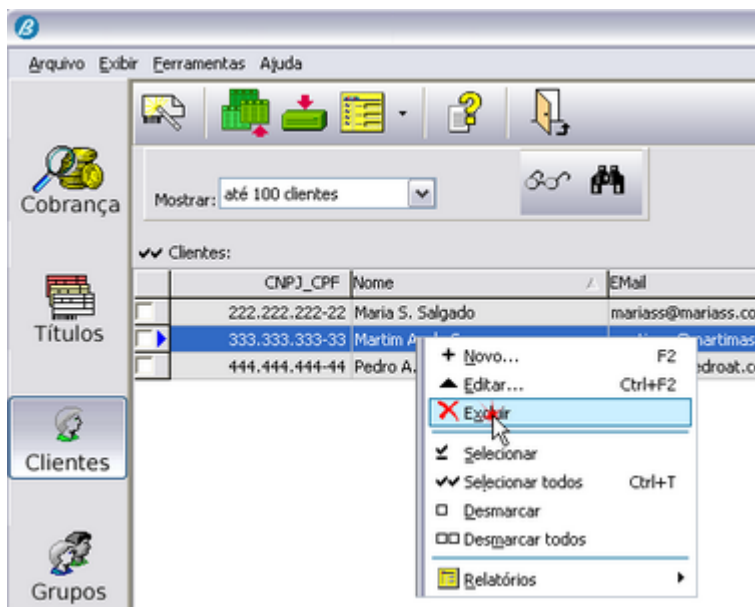 Arquivo Exibir Ferramentas Ajuda
Cobrança
Mostrar: até 100 clientes
Clientes:
CNPJ_CPF Nome EMail
222.222.222-22 Maria S. Salgado mariass@mariass.co
333.333.333-33 Martim
444.444.444-44 Pedro A.
Títulos
Clientes
Grupos
Novo... F2
Editar... Ctrl+F2
Excluir
Selecionar
Selecionar todos Ctrl+T
Desmarcar
Desmarcar todos
Relatórios